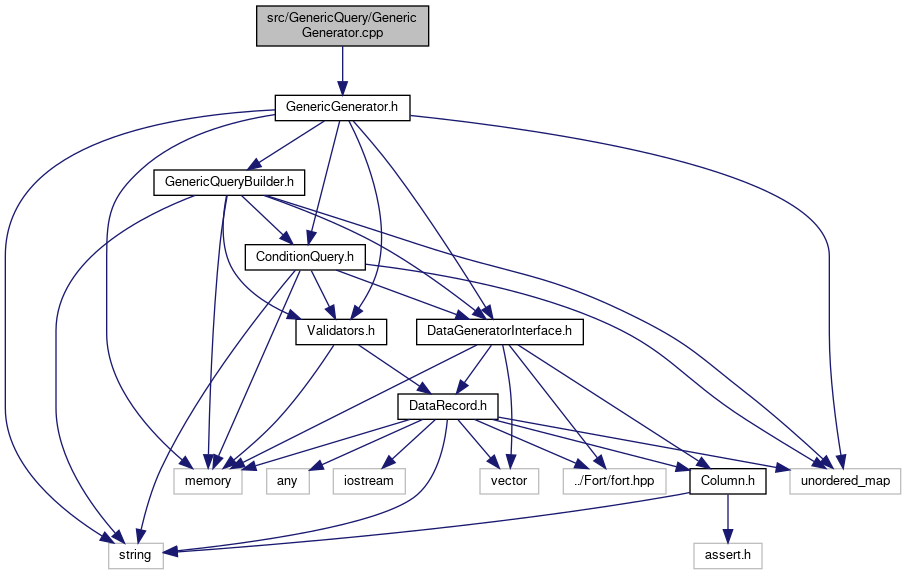 src/GenericQuery/Generic
Generator.cpp
GenericGenerator.h
GenericQueryBuilder.h
ConditionQuery.h
Validators.h
DataGeneratorInterface.h
DataRecord.h
memory
any
iostream
vector
../Fort/fort.hpp
Column.h
unordered_map
string
assert.h